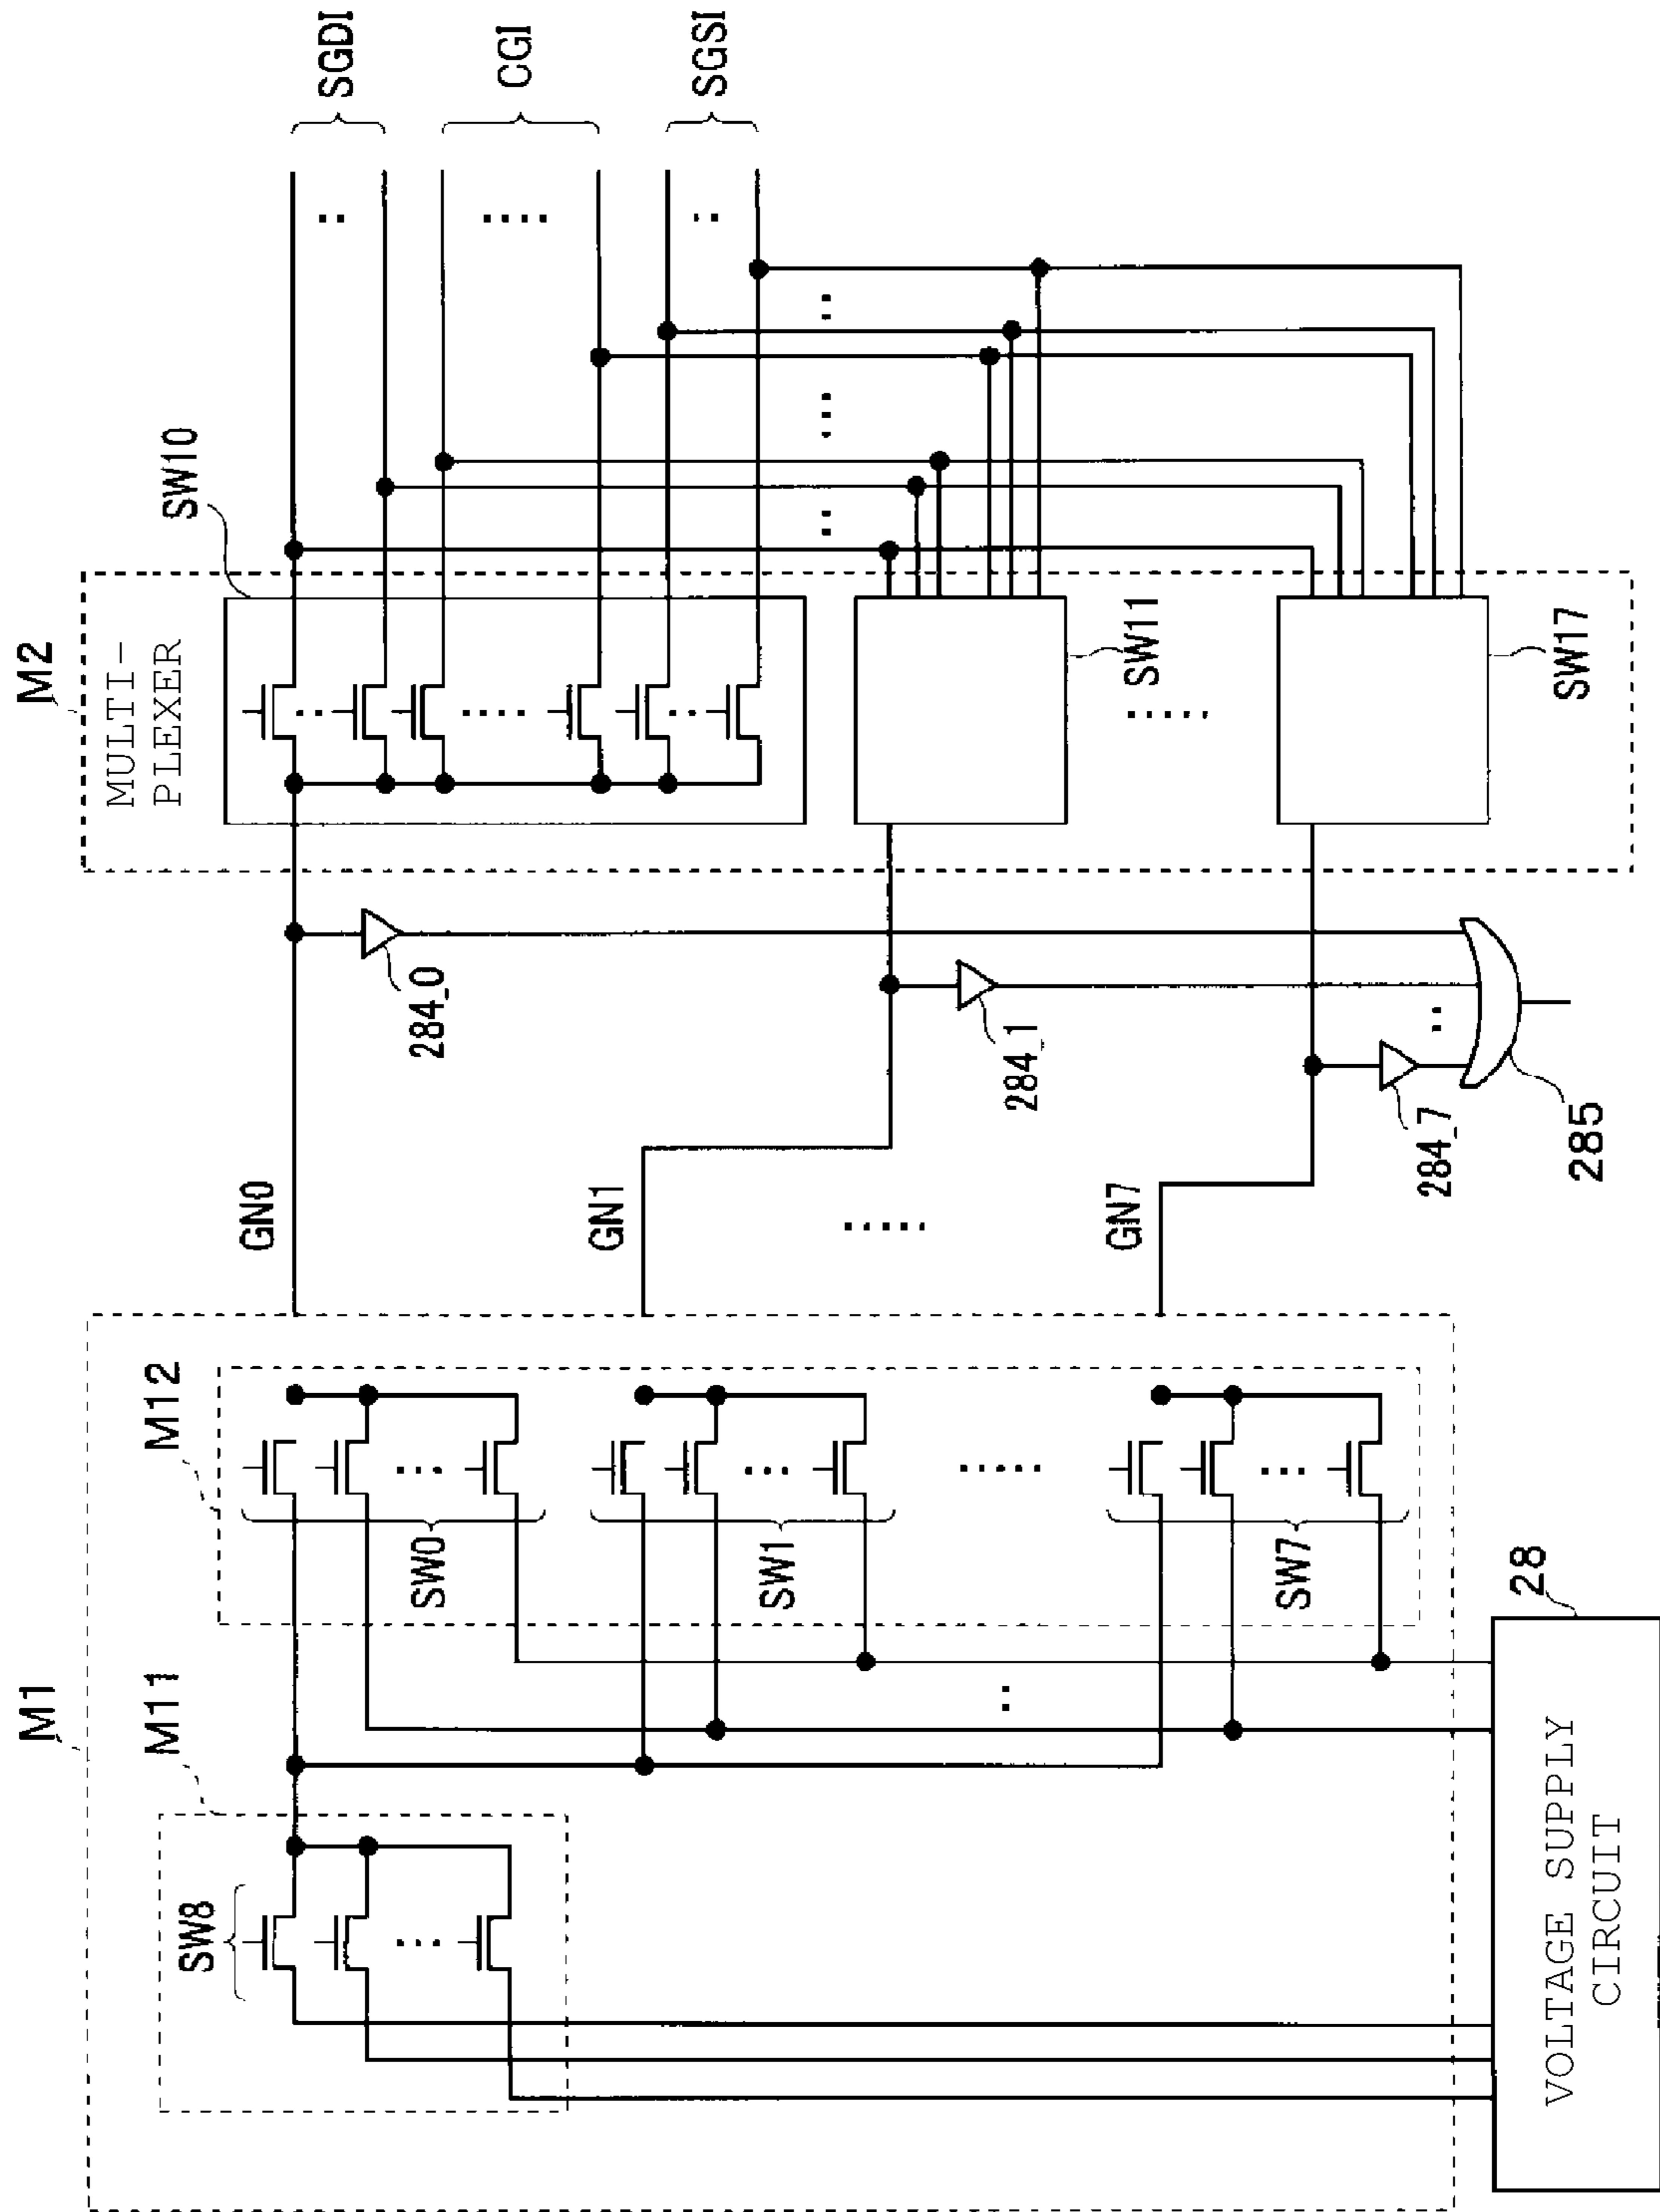 M1
M11
SW8
M12
SW0
SW1
SW7
28
VOLTAGE SUPPLY
CIRCUIT
GN0
GN1
GN7
284_0
284_1
284_7
285
M2
MULTI-
PLEXER
SW10
SW11
SW17
SGDI
CGI
SGSI